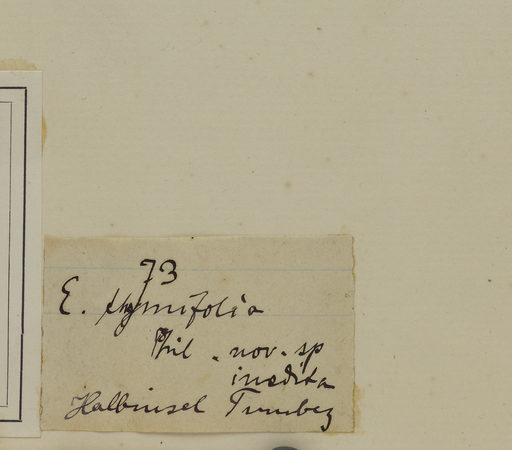 73
E. thymifolia
Phil. nov. sp
inedita
Halbinsel Tumbez